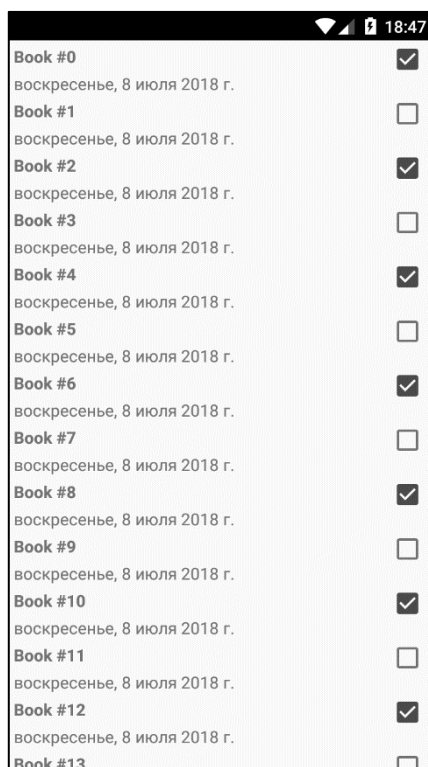 18:47
Book #0
воскресенье, 8 июля 2018 г.
Book #1
воскресенье, 8 июля 2018 г.
Book #2
воскресенье, 8 июля 2018 г.
Book #3
воскресенье, 8 июля 2018 г.
Book #4
воскресенье, 8 июля 2018 г.
Book #5
воскресенье, 8 июля 2018 г.
Book #6
воскресенье, 8 июля 2018 г.
Book #7
воскресенье, 8 июля 2018 г.
Book #8
воскресенье, 8 июля 2018 г.
Book #9
воскресенье, 8 июля 2018 г.
Book #10
воскресенье, 8 июля 2018 г.
Book #11
воскресенье, 8 июля 2018 г.
Book #12
воскресенье, 8 июля 2018 г.
Book #13